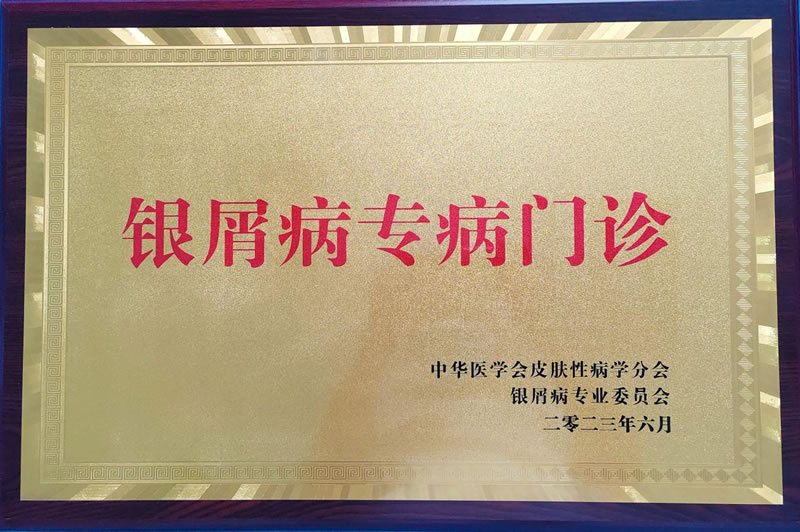 银屑病专病门诊
中华医学会皮肤性病学分会
银屑病专业委员会
二零二三年六月